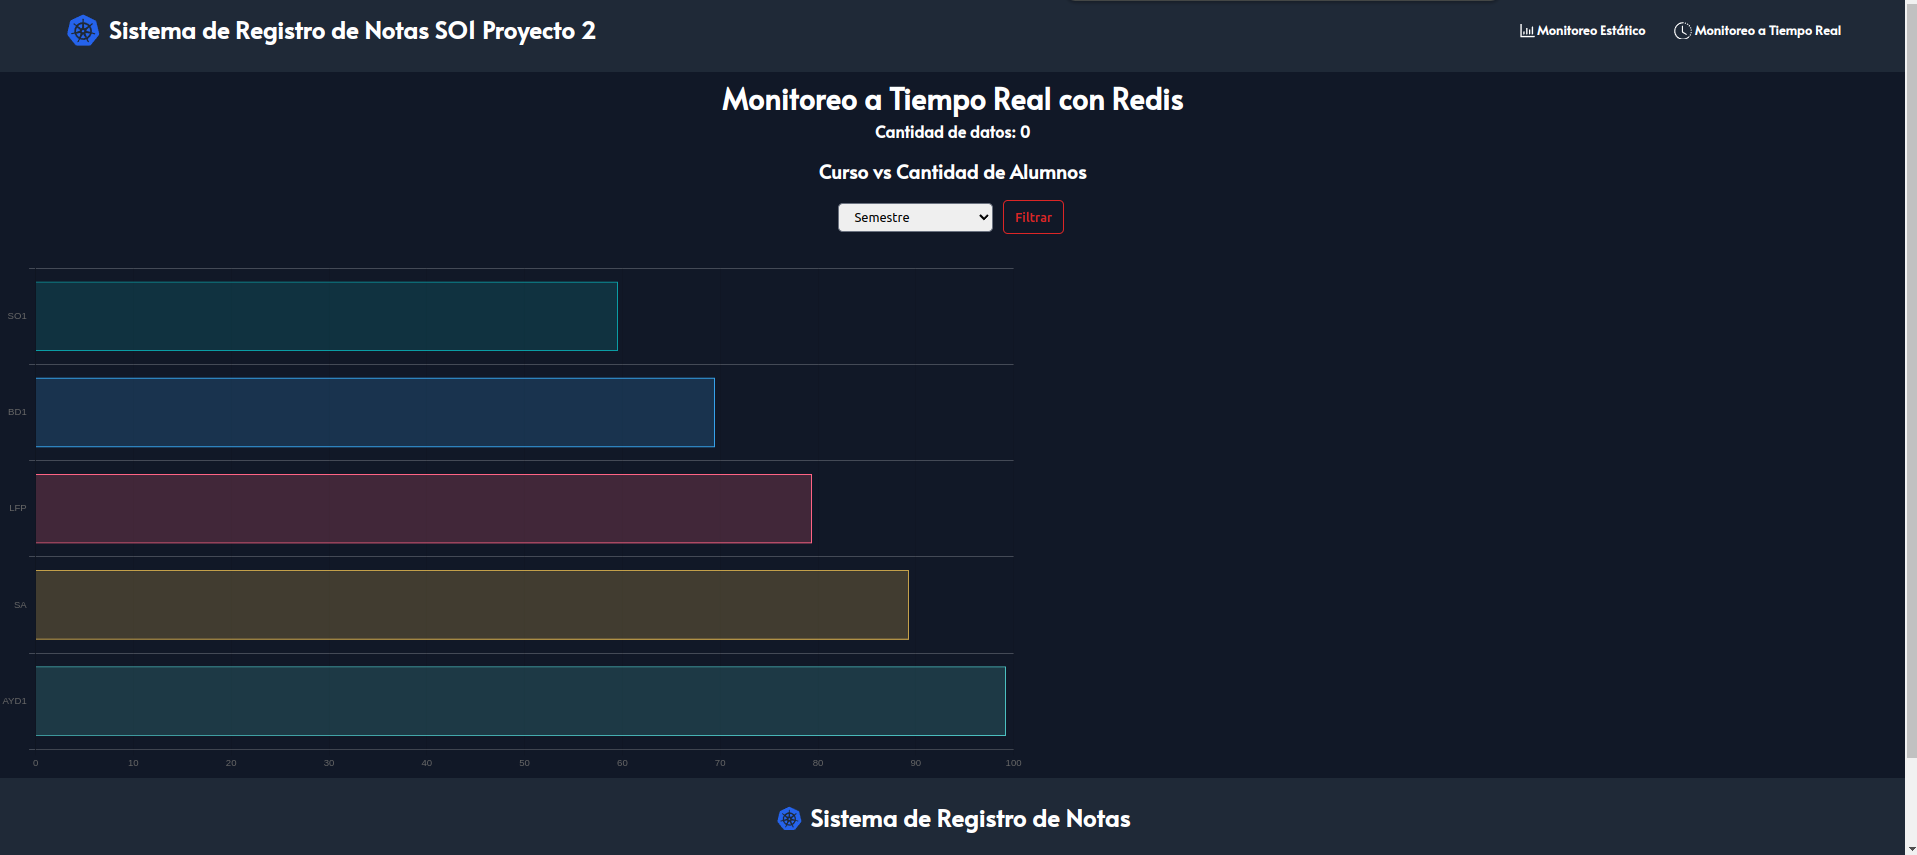 Sistema de Registro de Notas SO1 Proyecto 2
Monitoreo Estático
Monitoreo a Tiempo Real
Monitoreo a Tiempo Real con Redis
Cantidad de datos: 0
Curso vs Cantidad de Alumnos
Semestre
Filtrar
SO1
BD1
LFP
SA
AYD1
0 10 20 30 40 50 60 70 80 90 100
Sistema de Registro de Notas